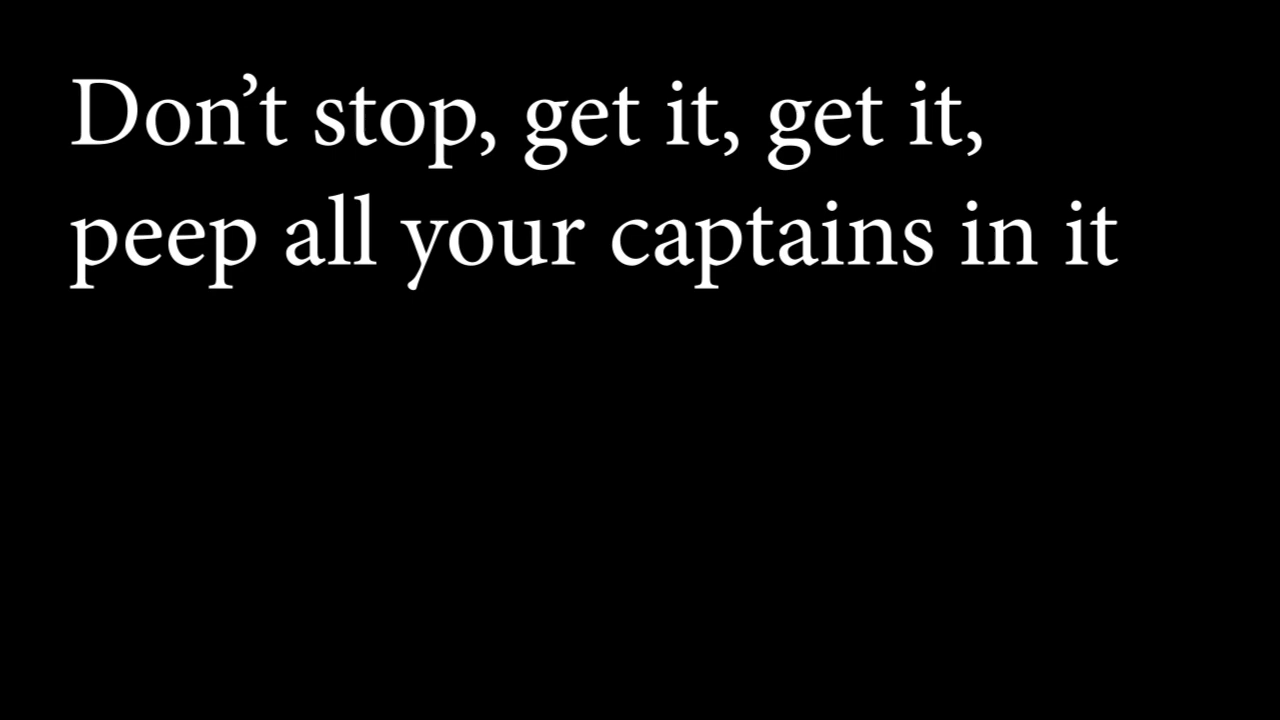 Don’t stop, get it, get it,
peep all your captains in it